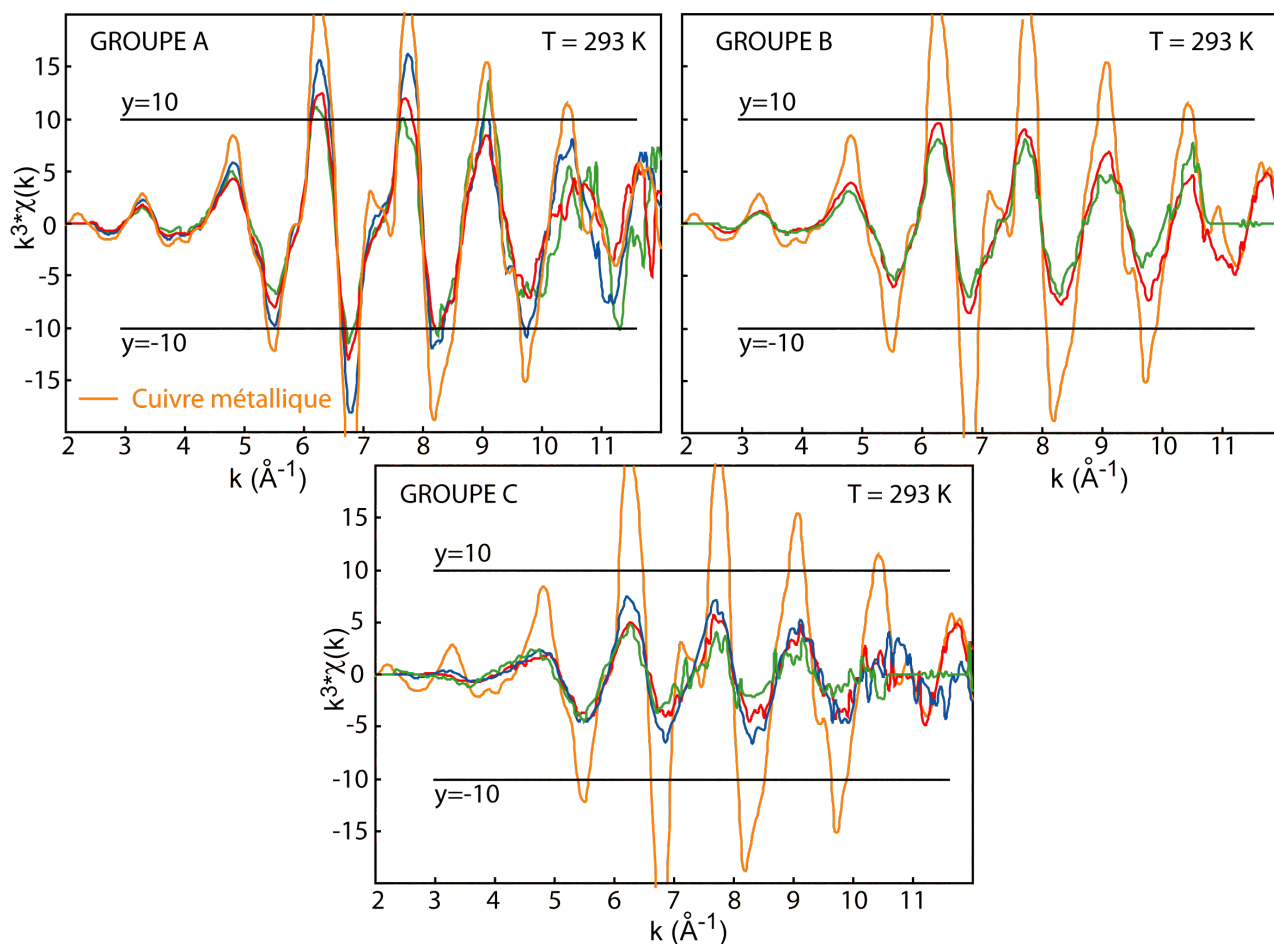 GROUPE A T = 293 K
15
y=10
10
5
0
-5
-10
y=-10
-15
Cuivre métallique
2 3 4 5 6 7 8 9 10 11
k (Å⁻¹)
k³*χ(k)
GROUPE B T = 293 K
y=10
y=-10
2 3 4 5 6 7 8 9 10 11
k (Å⁻¹)
GROUPE C T = 293 K
15
y=10
10
5
0
-5
-10
y=-10
-15
2 3 4 5 6 7 8 9 10 11
k (Å⁻¹)
k³*χ(k)